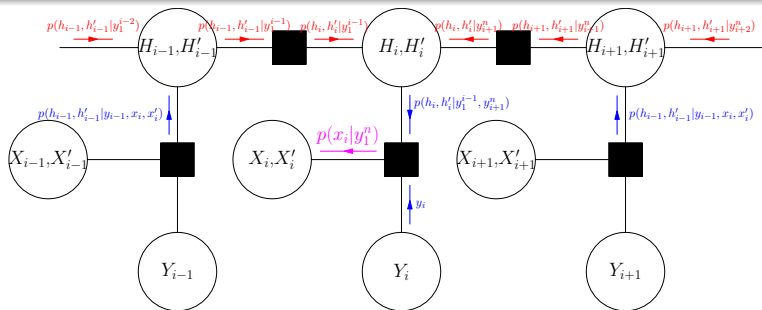 p(h_{i-1}, h'_{i-1}|y_1^{i-2}) p(h_{i-1}, h'_{i-1}|y_1^{i-1}) p(h_i, h'_i|y_1^{i-1}) p(h_i, h'_i|y_{i+1}^n) p(h_{i+1}, h'_{i+1}|y_{i+1}^n) p(h_{i+1}, h'_{i+1}|y_{i+2}^n)
H_{i-1},H'_{i-1} H_i,H'_i H_{i+1},H'_{i+1}
p(h_{i-1}, h'_{i-1}|y_{i-1}, x_i, x'_i) p(h_i, h'_i|y_1^{i-1}, y_{i+1}^n) p(h_{i-1}, h'_{i-1}|y_{i-1}, x_i, x'_i)
p(x_i|y_1^n)
X_{i-1},X'_{i-1} X_i,X'_i X_{i+1},X'_{i+1}
y_i
Y_{i-1} Y_i Y_{i+1}